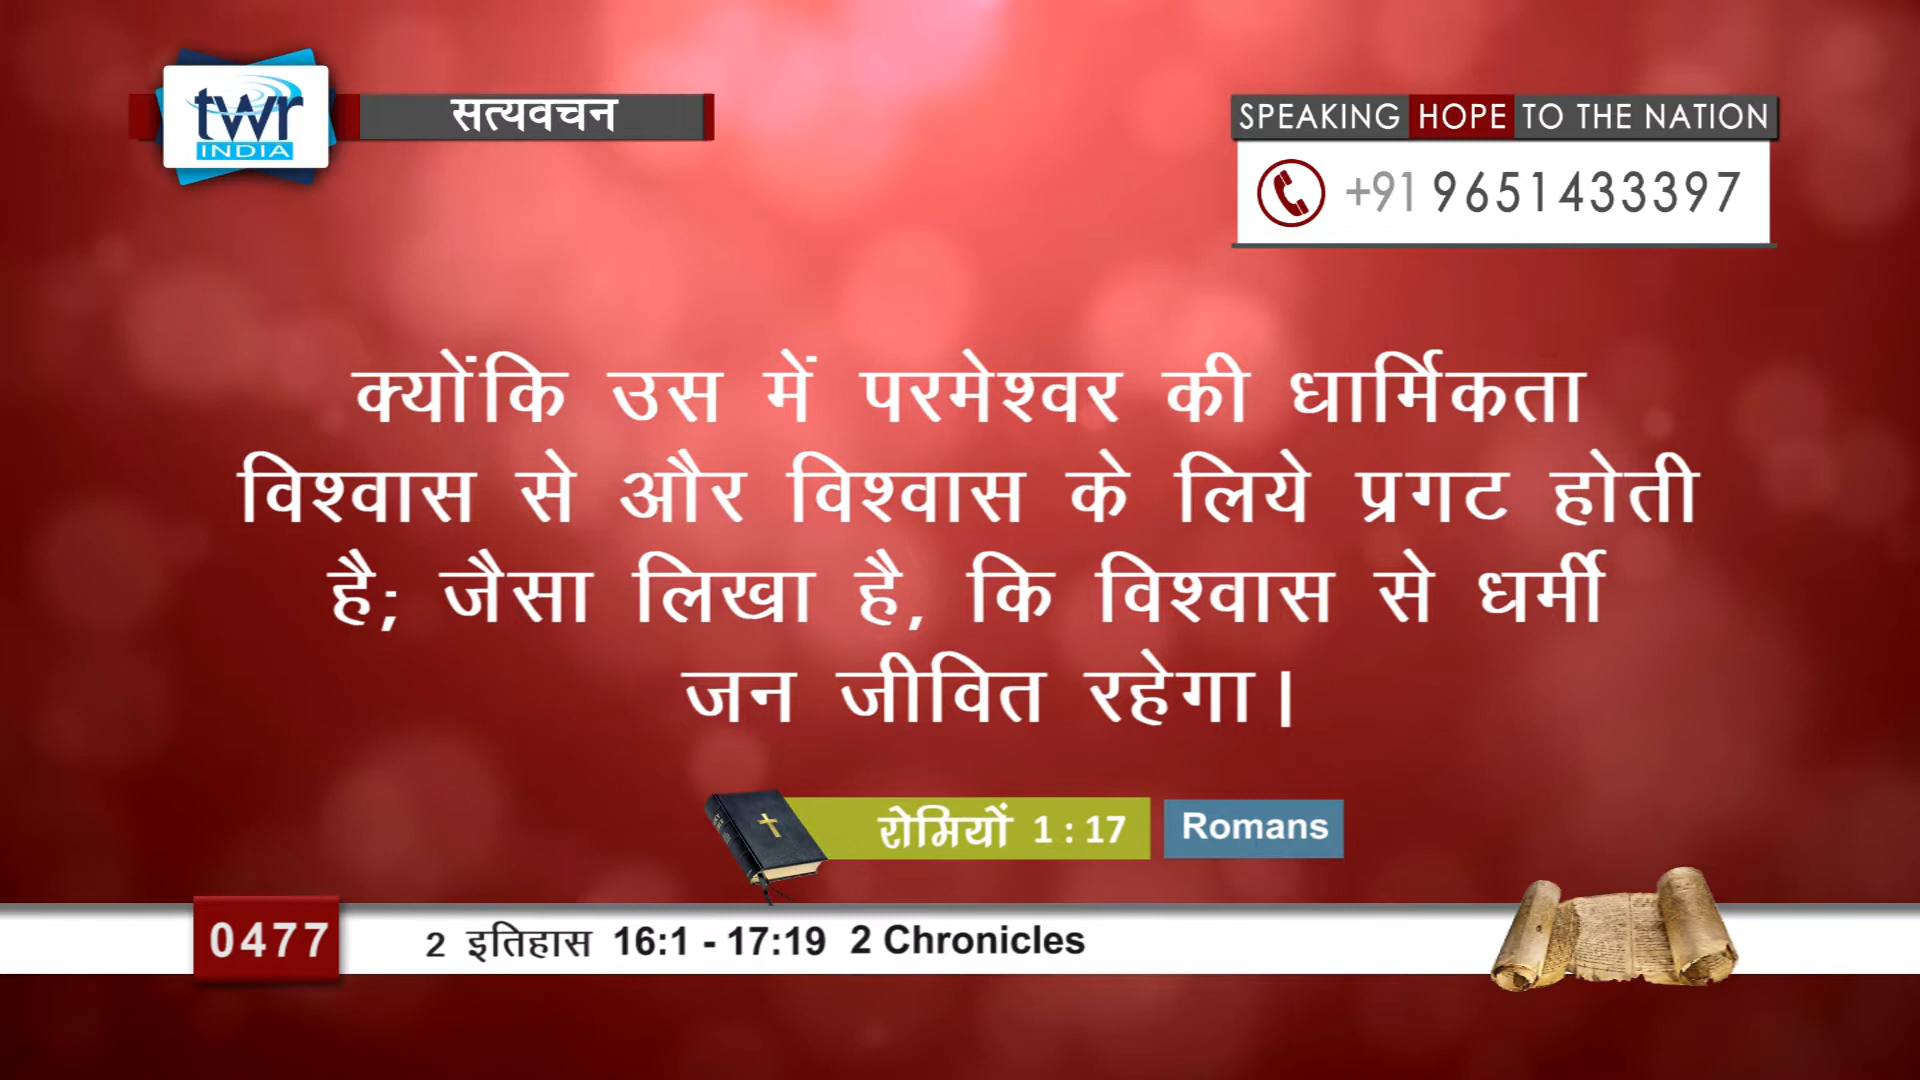 twr
INDIA
सत्यवचन
SPEAKING HOPE TO THE NATION
+91 9651433397
क्योंकि उस में परमेश्वर की धार्मिकता
विश्वास से और विश्वास के लिये प्रगट होती
है; जैसा लिखा है, कि विश्वास से धर्मी
जन जीवित रहेगा।
रोमियों 1 : 17 Romans
0477 2 इतिहास 16:1 - 17:19 2 Chronicles